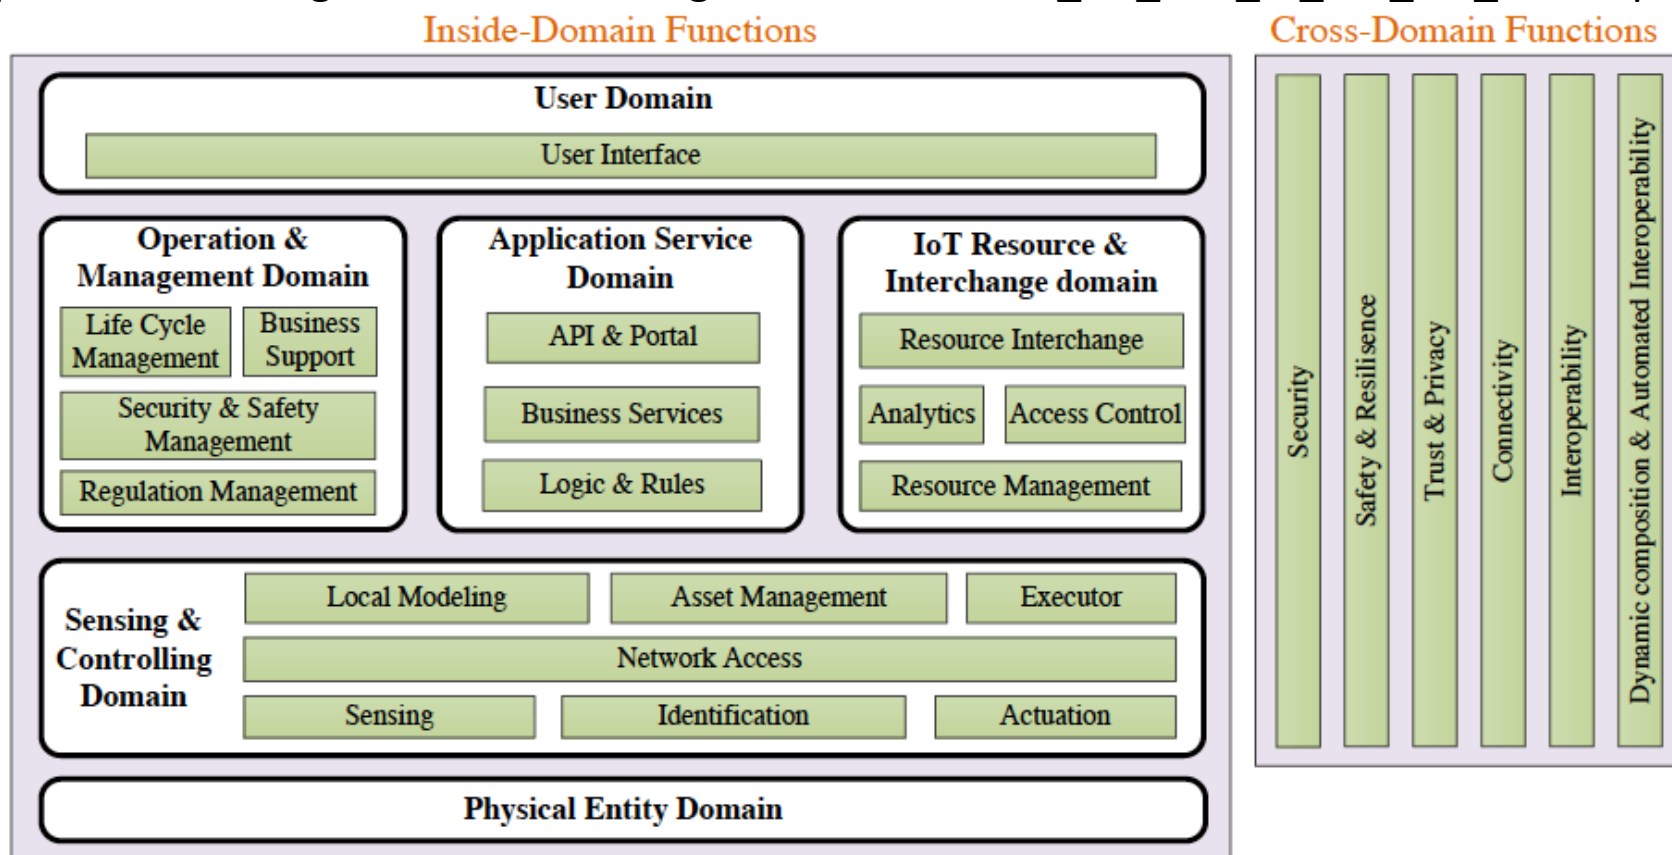 Inside-Domain Functions
Cross-Domain Functions
User Domain
User Interface
Operation &
Management Domain
Life Cycle
Management
Business
Support
Security & Safety
Management
Regulation Management
Application Service
Domain
API & Portal
Business Services
Logic & Rules
IoT Resource &
Interchange domain
Resource Interchange
Analytics
Access Control
Resource Management
Sensing &
Controlling
Domain
Local Modeling
Asset Management
Executor
Network Access
Sensing
Identification
Actuation
Physical Entity Domain
Security
Safety & Resilisence
Trust & Privacy
Connectivity
Interoperability
Dynamic composition & Automated Interoperability